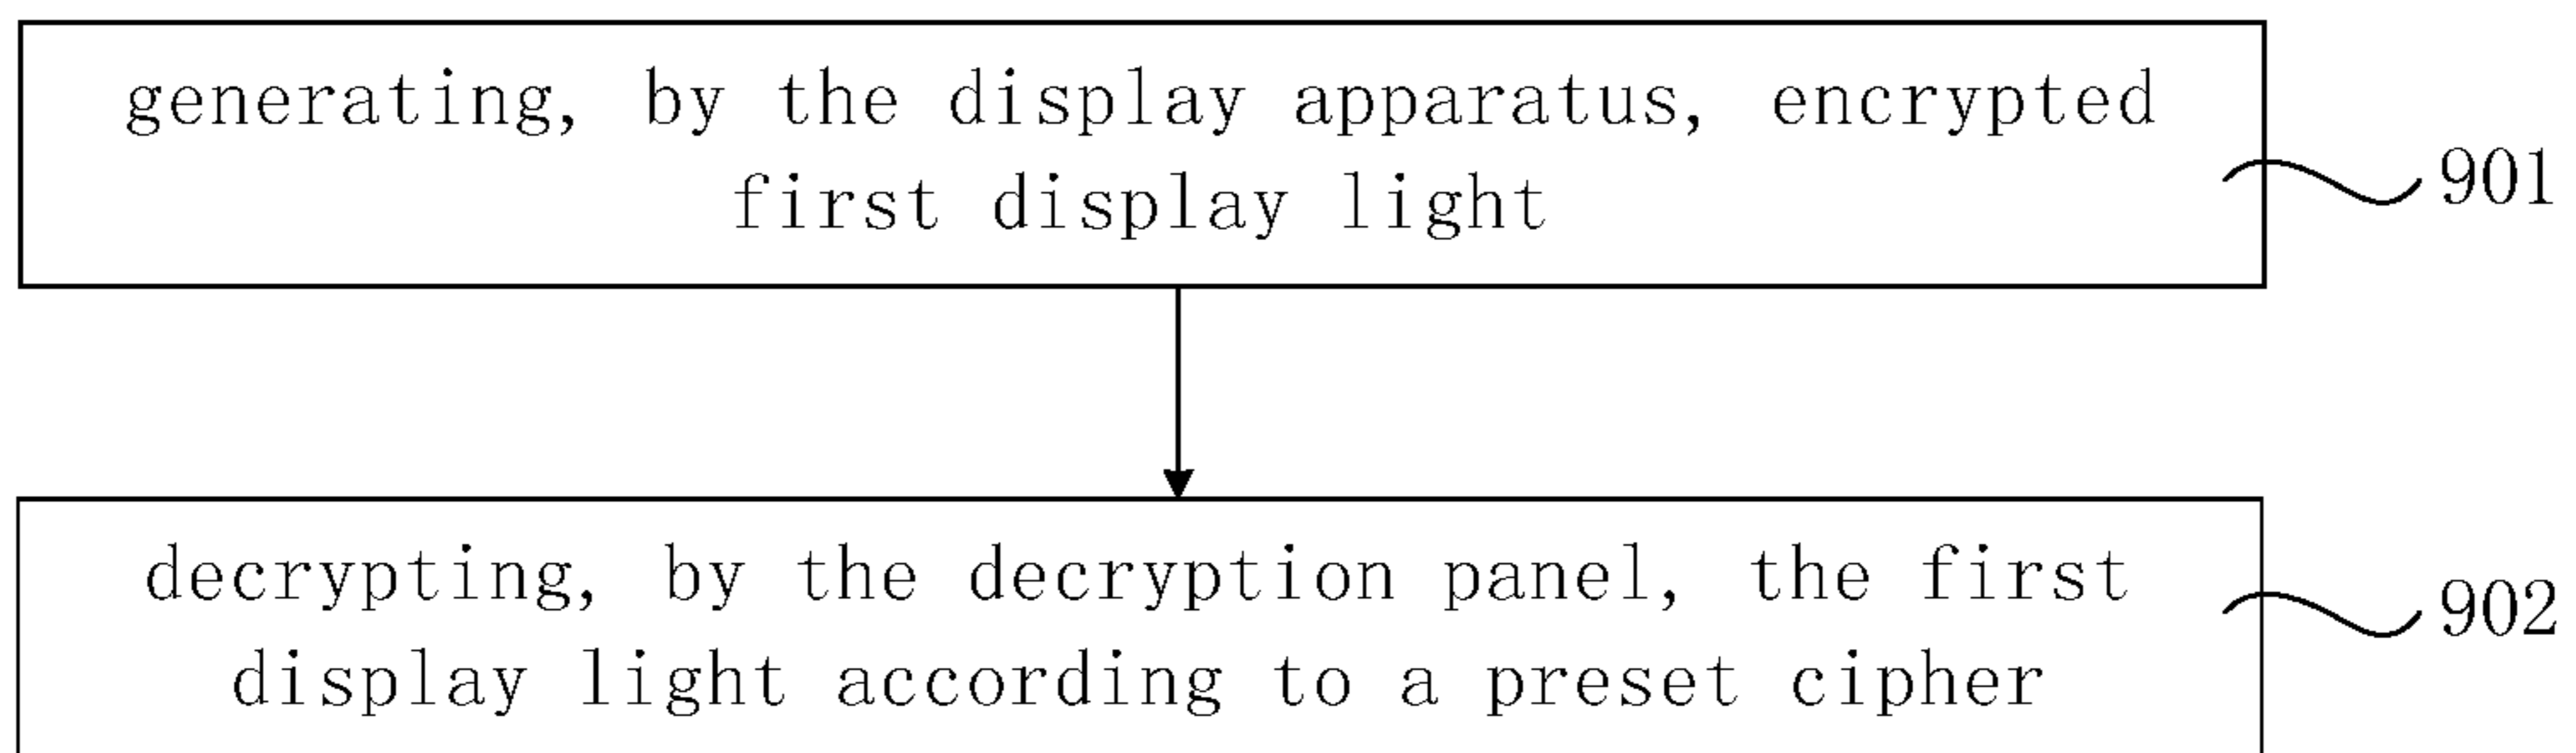 generating, by the display apparatus, encrypted
first display light
901
decrypting, by the decryption panel, the first
display light according to a preset cipher
902